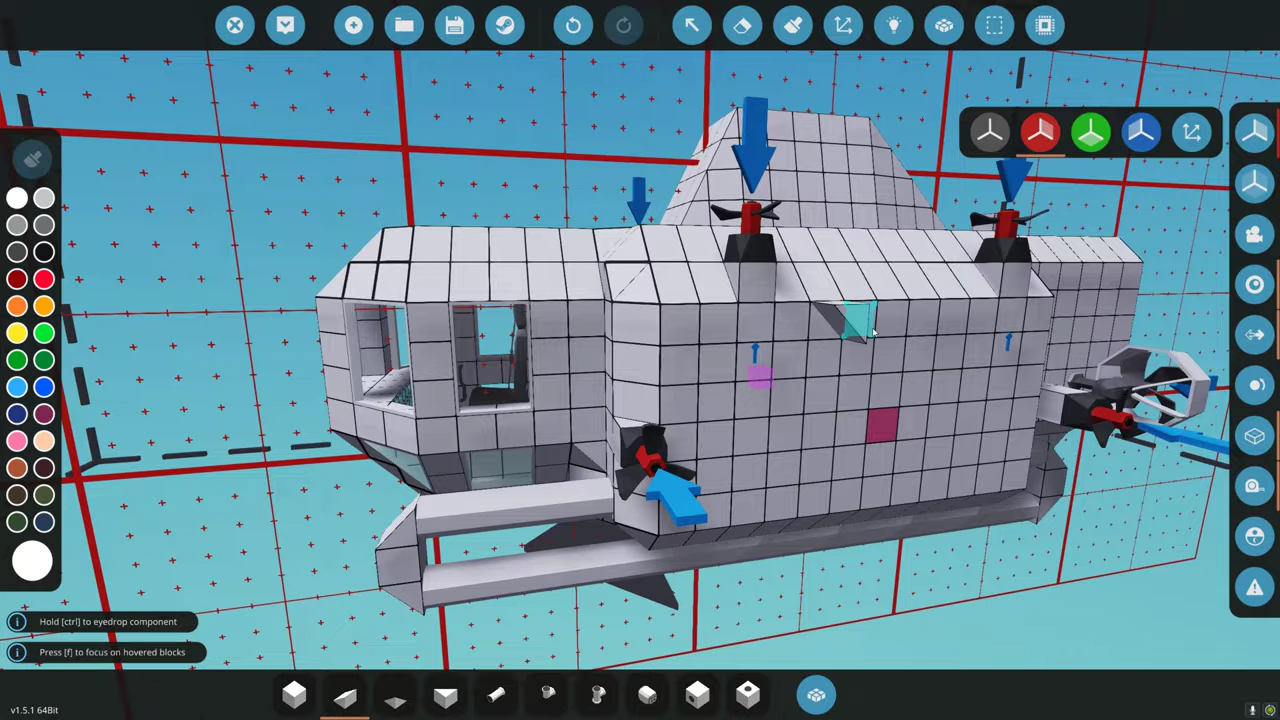 Hold [ctrl] to eyedrop component
Press [f] to focus on hovered blocks
v1.5.1 64Bit